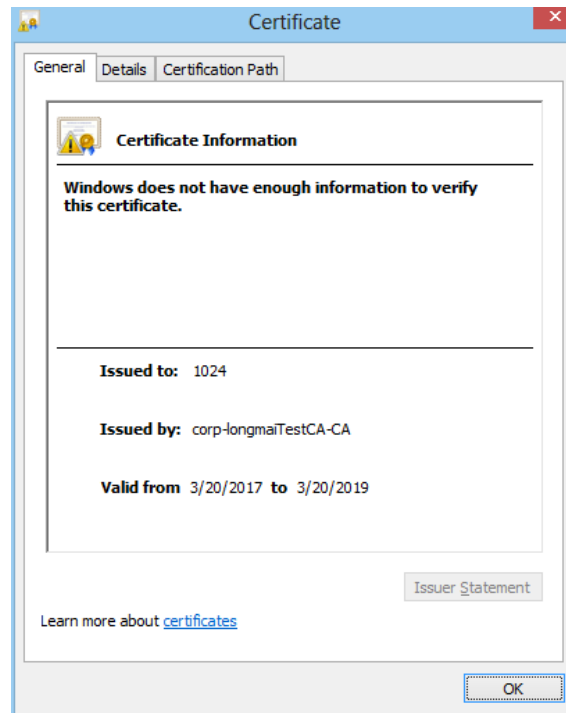 Certificate
General Details Certification Path
Certificate Information
Windows does not have enough information to verify
this certificate.
Issued to: 1024
Issued by: corp-longmaiTestCA-CA
Valid from 3/20/2017 to 3/20/2019
Issuer Statement
Learn more about certificates
OK